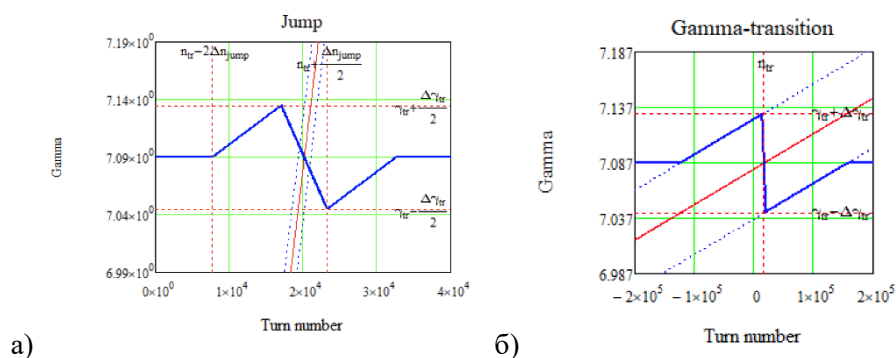 Jump
7.19×10⁰
7.14×10⁰
7.09×10⁰
7.04×10⁰
6.99×10⁰
Gamma
n_tr−2Δn_jump
n_tr+Δn_jump/2
γ_tr+Δγ_tr/2
γ_tr−Δγ_tr/2
0×10⁰ 1×10⁴ 2×10⁴ 3×10⁴ 4×10⁴
Turn number
а)
Gamma-transition
7.187
7.137
7.087
7.037
6.987
Gamma
n_tr
γ_tr+Δγ_tr
γ_tr−Δγ_tr
−2×10⁵ −1×10⁵ 0 1×10⁵ 2×10⁵
Turn number
б)